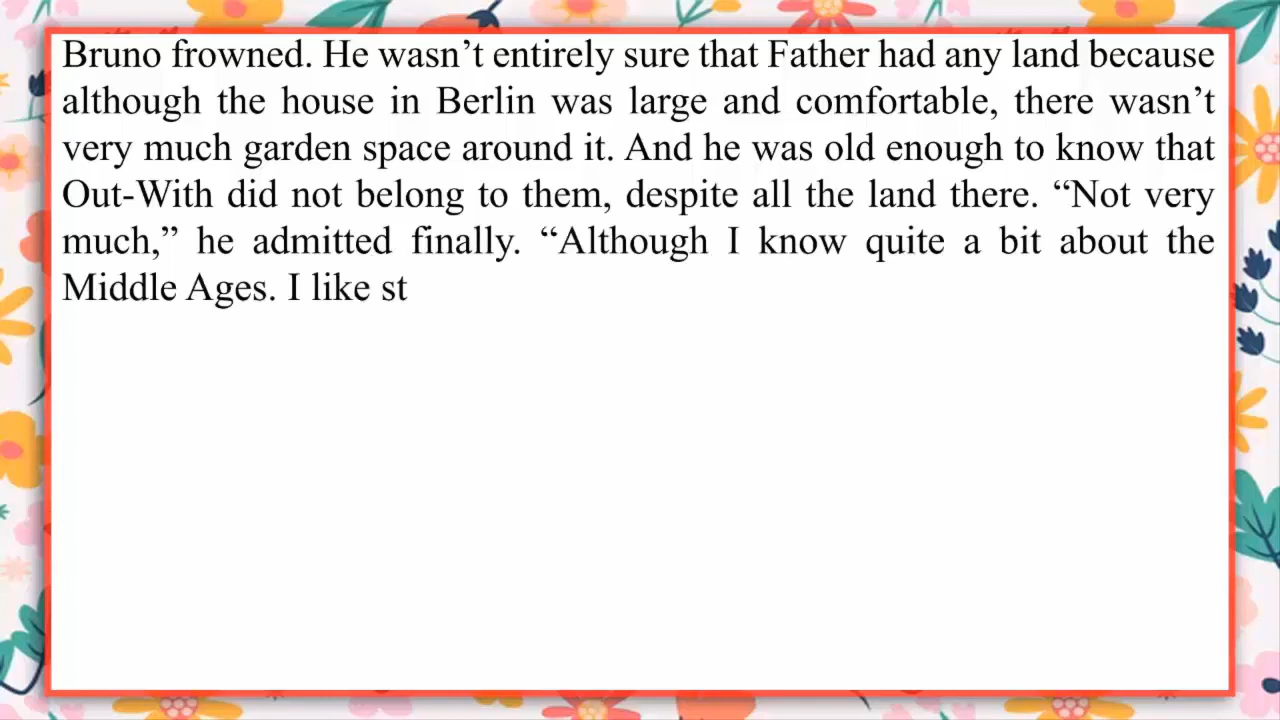 Bruno frowned. He wasn’t entirely sure that Father had any land because
although the house in Berlin was large and comfortable, there wasn’t
very much garden space around it. And he was old enough to know that
Out-With did not belong to them, despite all the land there. “Not very
much,” he admitted finally. “Although I know quite a bit about the
Middle Ages. I like st